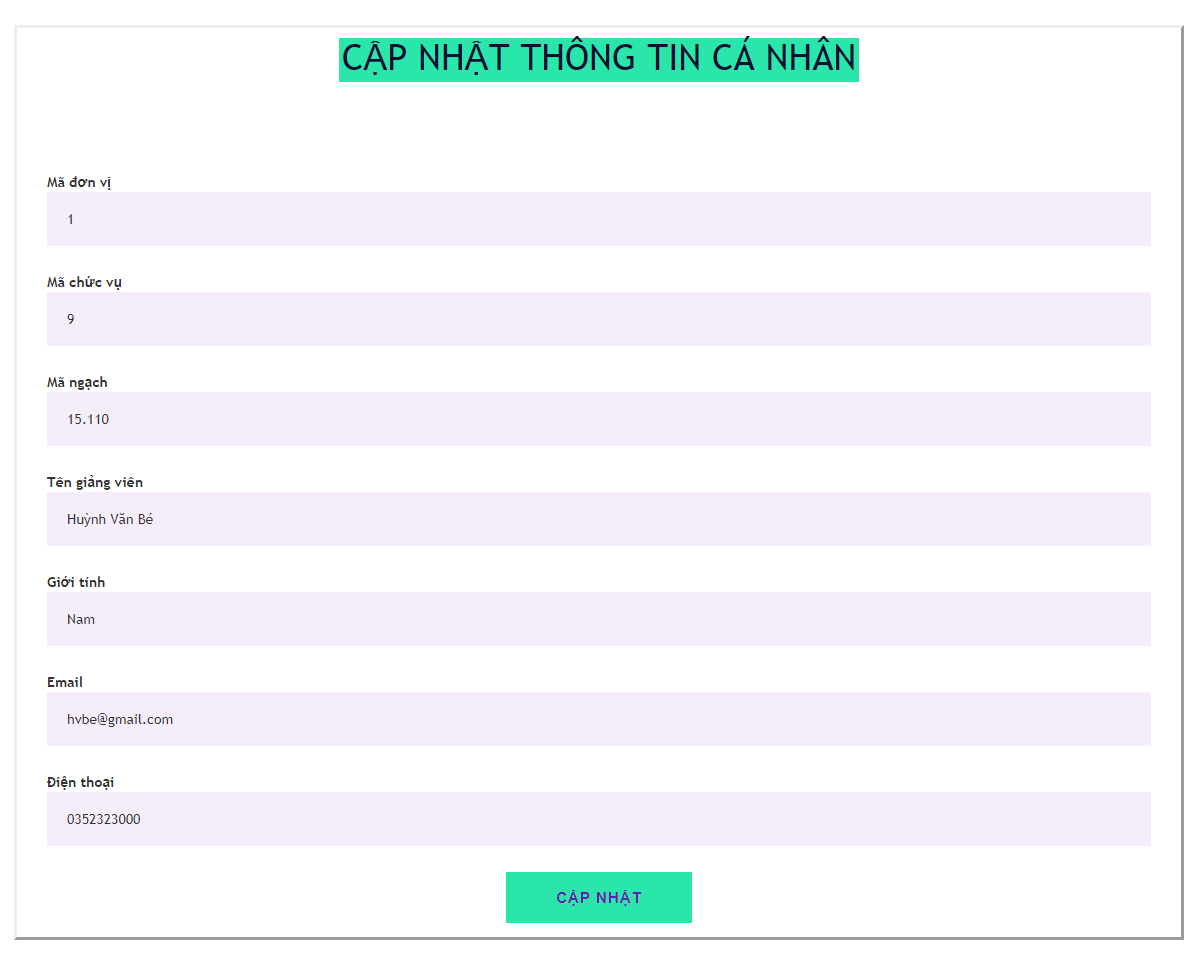 CẬP NHẬT THÔNG TIN CÁ NHÂN
Mã đơn vị
1
Mã chức vụ
9
Mã ngạch
15.110
Tên giảng viên
Huỳnh Văn Bé
Giới tính
Nam
Email
hvbe@gmail.com
Điện thoại
0352323000
CẬP NHẬT